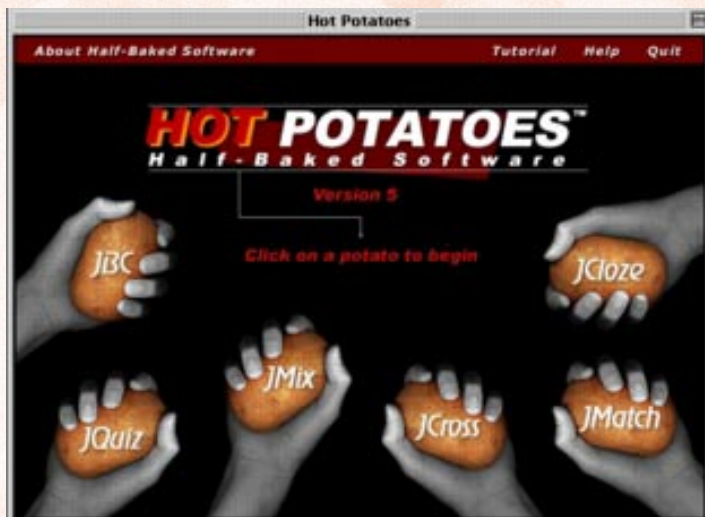 Hot Potatoes
About Half-Baked Software Tutorial Help Quit
HOT POTATOES™
Half-Baked Software
Version 5
Click on a potato to begin
JBC
JCloze
JMix
JQuiz
JCross
JMatch